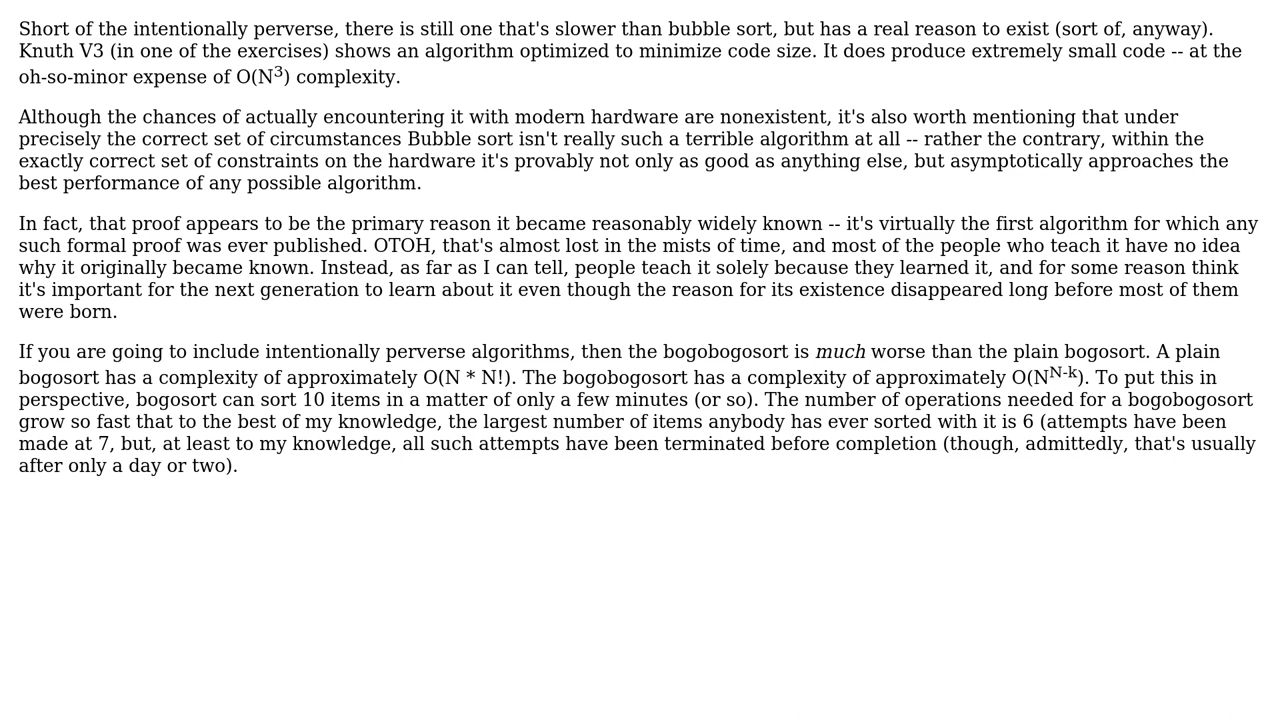 Short of the intentionally perverse, there is still one that's slower than bubble sort, but has a real reason to exist (sort of, anyway).
Knuth V3 (in one of the exercises) shows an algorithm optimized to minimize code size. It does produce extremely small code -- at the
oh-so-minor expense of O(N³) complexity.
Although the chances of actually encountering it with modern hardware are nonexistent, it's also worth mentioning that under
precisely the correct set of circumstances Bubble sort isn't really such a terrible algorithm at all -- rather the contrary, within the
exactly correct set of constraints on the hardware it's provably not only as good as anything else, but asymptotically approaches the
best performance of any possible algorithm.
In fact, that proof appears to be the primary reason it became reasonably widely known -- it's virtually the first algorithm for which any
such formal proof was ever published. OTOH, that's almost lost in the mists of time, and most of the people who teach it have no idea
why it originally became known. Instead, as far as I can tell, people teach it solely because they learned it, and for some reason think
it's important for the next generation to learn about it even though the reason for its existence disappeared long before most of them
were born.
If you are going to include intentionally perverse algorithms, then the bogobogosort is much worse than the plain bogosort. A plain
bogosort has a complexity of approximately O(N * N!). The bogobogosort has a complexity of approximately O(N^N-k). To put this in
perspective, bogosort can sort 10 items in a matter of only a few minutes (or so). The number of operations needed for a bogobogosort
grow so fast that to the best of my knowledge, the largest number of items anybody has ever sorted with it is 6 (attempts have been
made at 7, but, at least to my knowledge, all such attempts have been terminated before completion (though, admittedly, that's usually
after only a day or two).